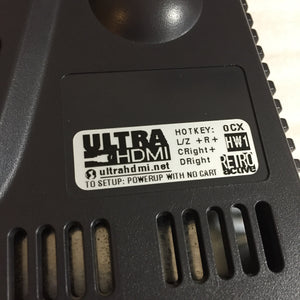 ULTRA
HDMI
ultrahdmi.net
HOTKEY:
L/Z +R+
CRight+
DRight
0CX
HW1
RETRO
active
TO SETUP: POWERUP WITH NO CART